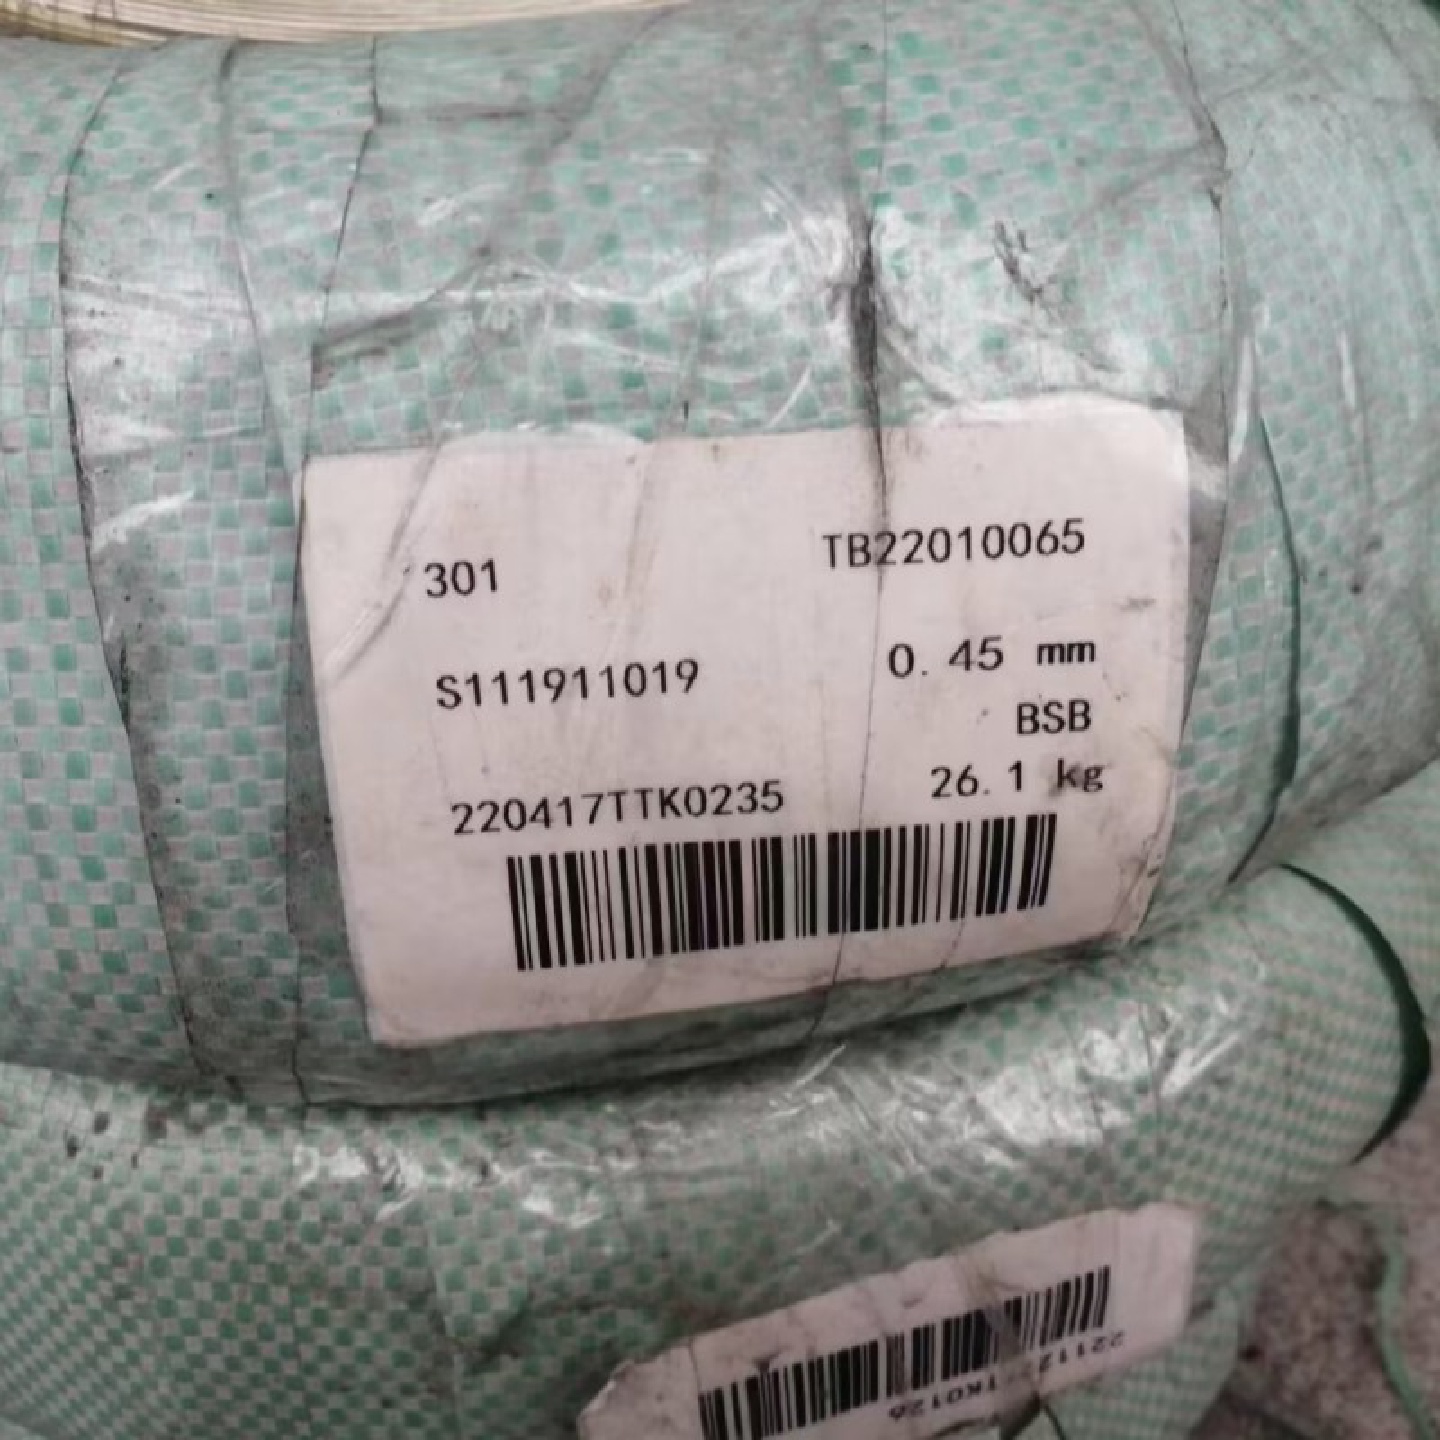 301 TB22010065
S111911019 0.45 mm
BSB
220417TTK0235 26.1 kg